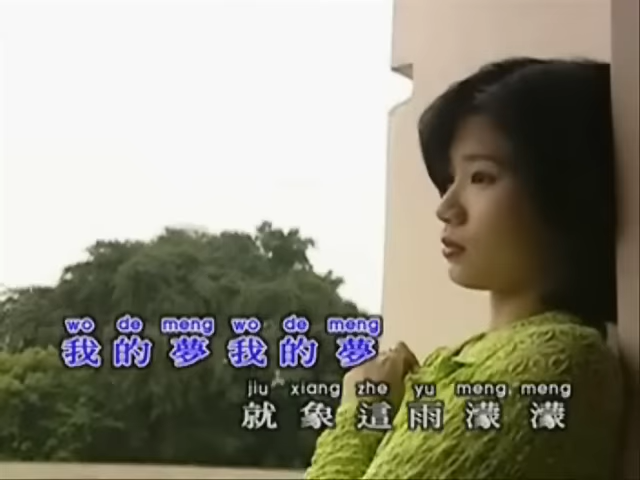 wo de meng wo de meng
我的夢我的夢
jiu xiang zhe yu meng, meng
就象這雨濛濛